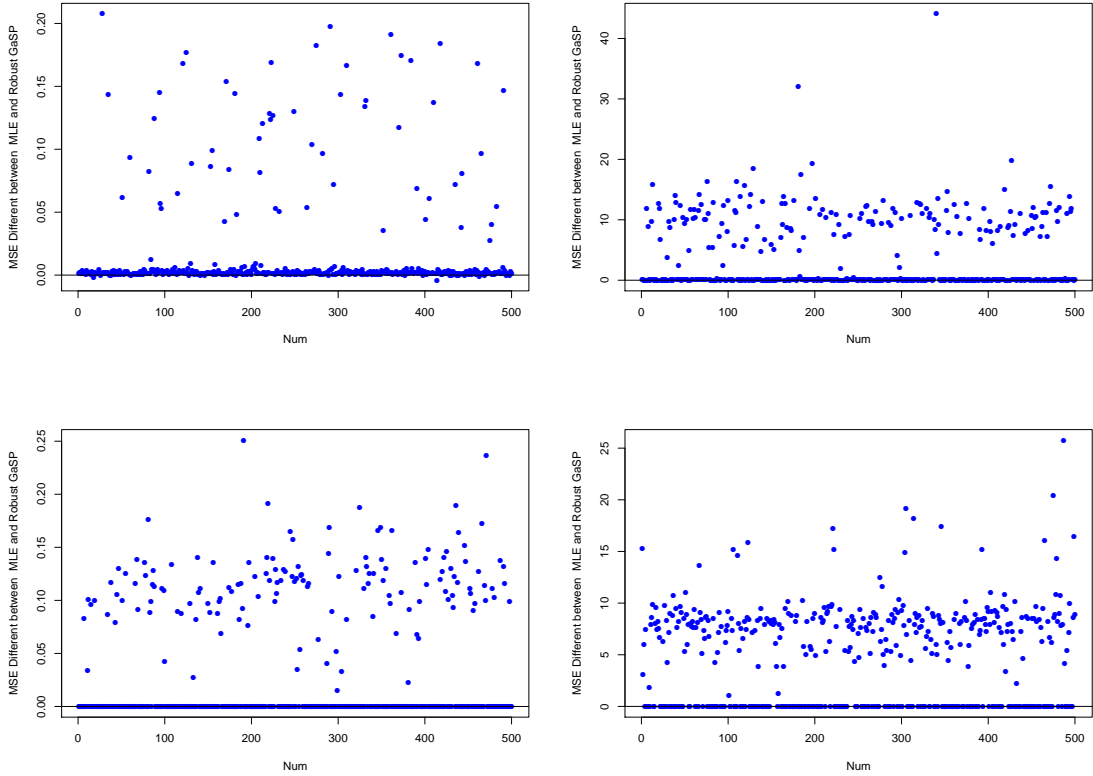 MSE Different between  MLE and Robust GaSP
0.00 0.05 0.10 0.15 0.20
0 100 200 300 400 500
Num
MSE Different between  MLE and Robust GaSP
0 10 20 30 40
0 100 200 300 400 500
Num
MSE Different between  MLE and Robust GaSP
0.00 0.05 0.10 0.15 0.20 0.25
0 100 200 300 400 500
Num
MSE Different between  MLE and Robust GaSP
0 5 10 15 20 25
0 100 200 300 400 500
Num